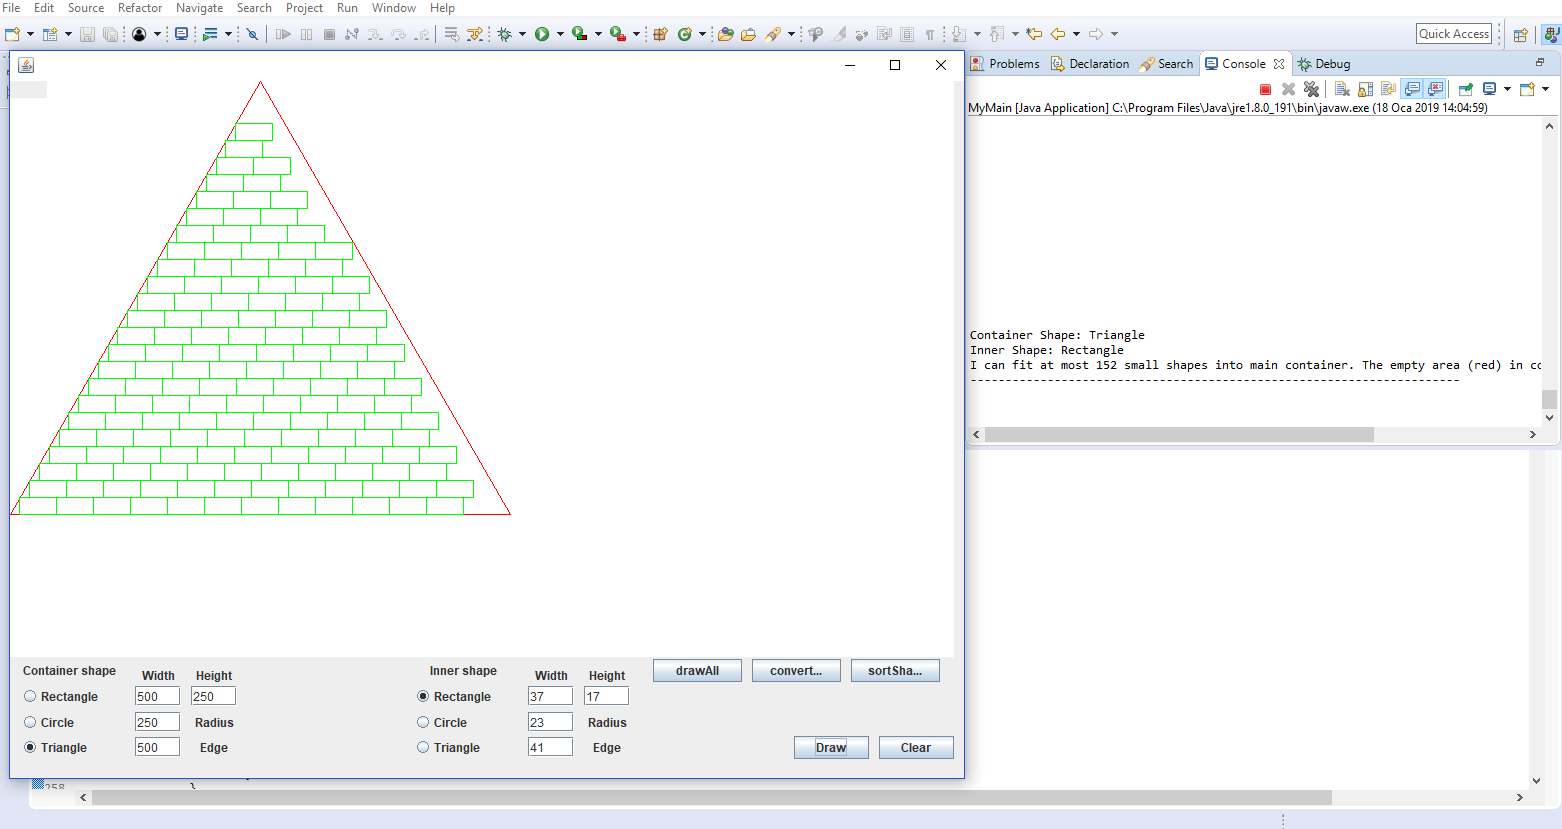 File Edit Source Refactor Navigate Search Project Run Window Help
Quick Access
Problems Declaration Search Console Debug
MyMain [Java Application] C:\Program Files\Java\jre1.8.0_191\bin\javaw.exe (18 Oca 2019 14:04:59)
Container Shape: Triangle
Inner Shape: Rectangle
I can fit at most 152 small shapes into main container. The empty area (red) in co
------------------------------------------------------------------
Container shape Width Height
Rectangle 500 250
Circle 250 Radius
Triangle 500 Edge
Inner shape Width Height
Rectangle 37 17
Circle 23 Radius
Triangle 41 Edge
drawAll convert... sortSha...
Draw Clear
258 }